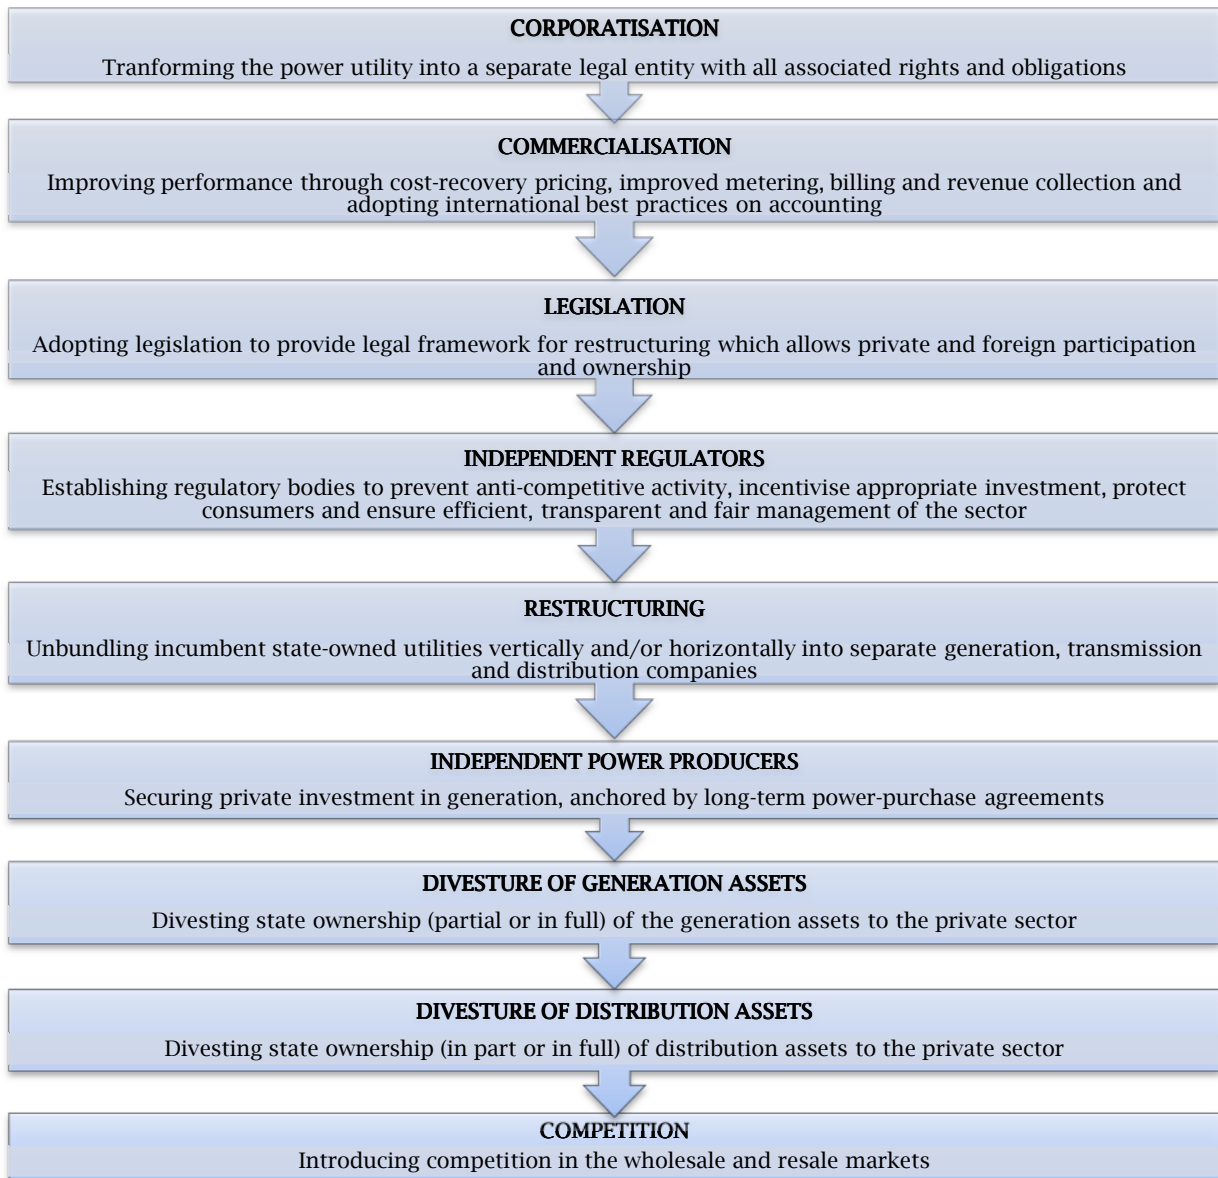 CORPORATISATION
Tranforming the power utility into a separate legal entity with all associated rights and obligations
COMMERCIALISATION
Improving performance through cost-recovery pricing, improved metering, billing and revenue collection and
adopting international best practices on accounting
LEGISLATION
Adopting legislation to provide legal framework for restructuring which allows private and foreign participation
and ownership
INDEPENDENT REGULATORS
Establishing regulatory bodies to prevent anti-competitive activity, incentivise appropriate investment, protect
consumers and ensure efficient, transparent and fair management of the sector
RESTRUCTURING
Unbundling incumbent state-owned utilities vertically and/or horizontally into separate generation, transmission
and distribution companies
INDEPENDENT POWER PRODUCERS
Securing private investment in generation, anchored by long-term power-purchase agreements
DIVESTURE OF GENERATION ASSETS
Divesting state ownership (partial or in full) of the generation assets to the private sector
DIVESTURE OF DISTRIBUTION ASSETS
Divesting state ownership (in part or in full) of distribution assets to the private sector
COMPETITION
Introducing competition in the wholesale and resale markets